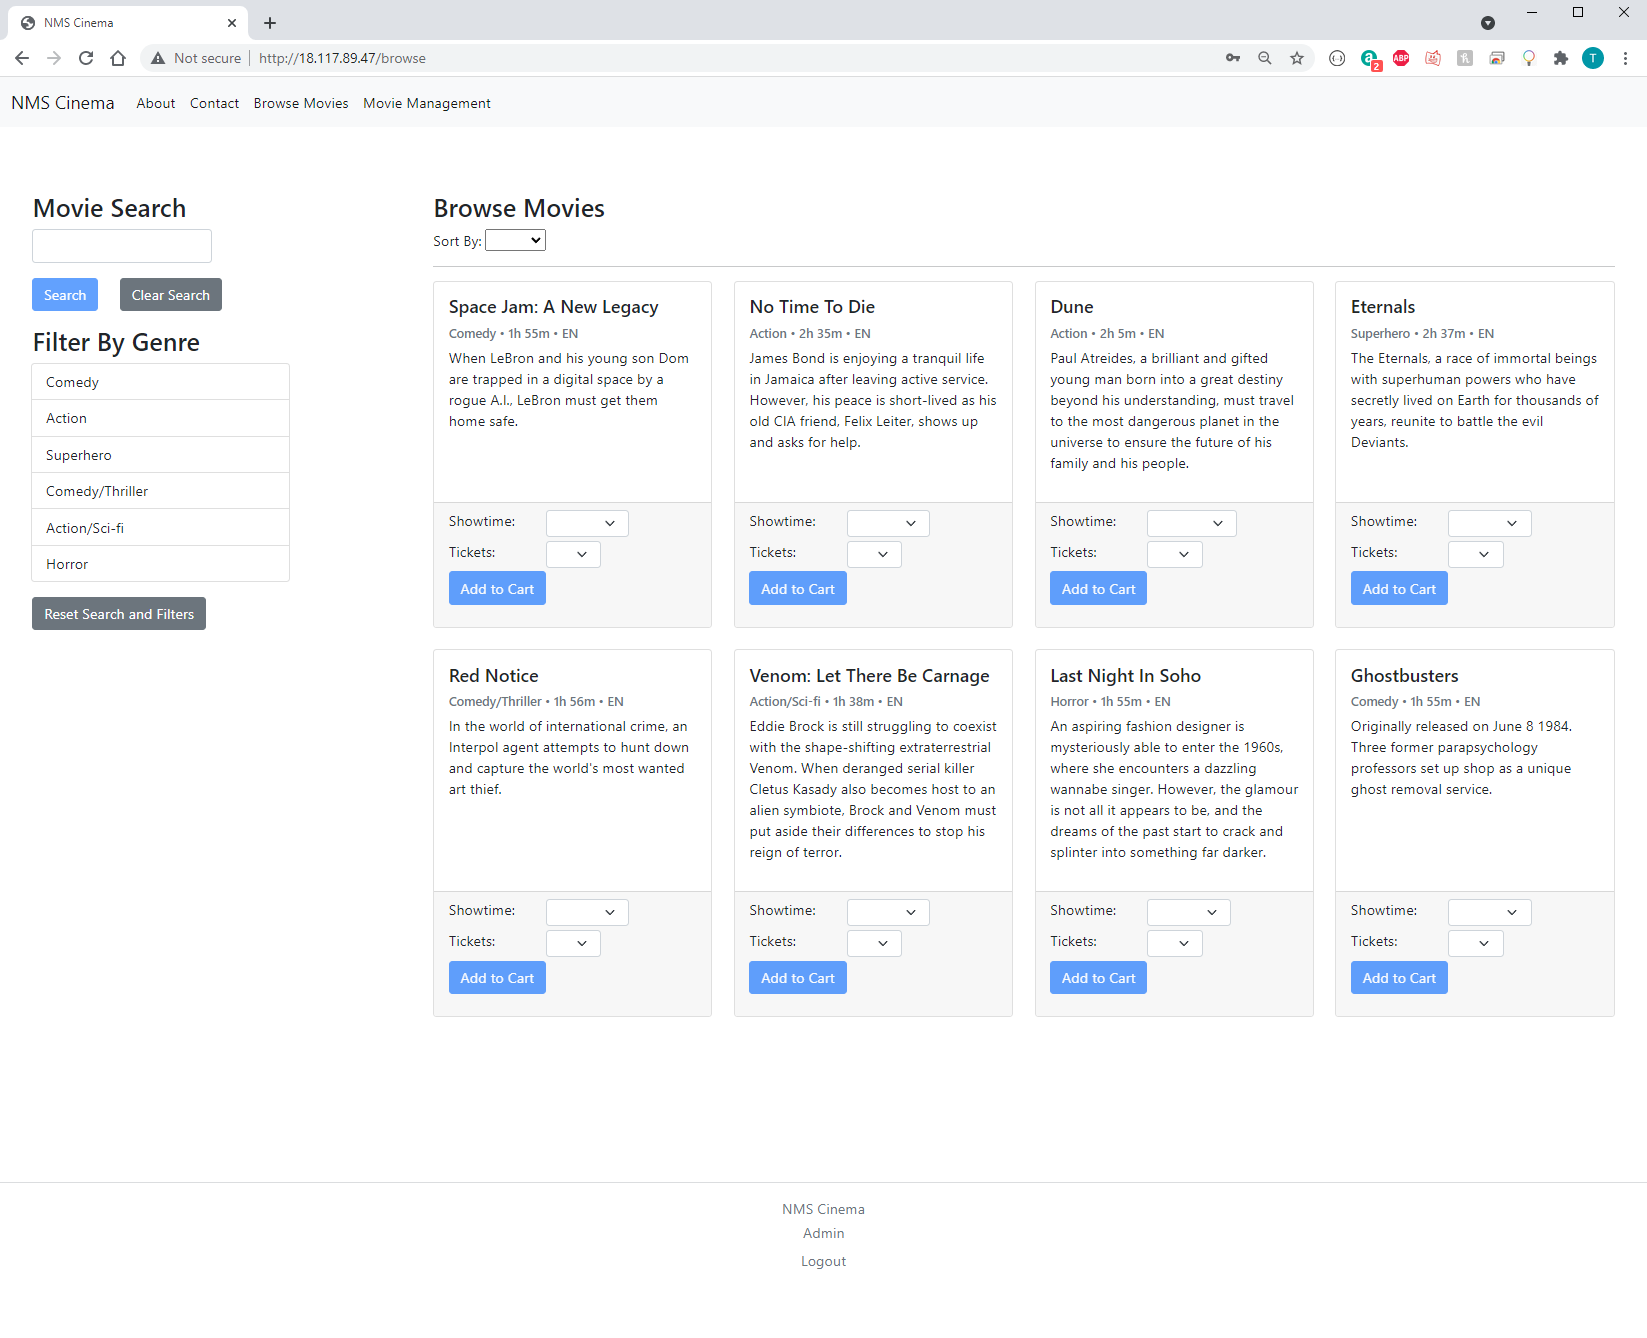 NMS Cinema
Not secure | http://18.117.89.47/browse
2
ABP
T
NMS Cinema About Contact Browse Movies Movie Management
Movie Search
Search Clear Search
Filter By Genre
Comedy
Action
Superhero
Comedy/Thriller
Action/Sci-fi
Horror
Reset Search and Filters
Browse Movies
Sort By:
Space Jam: A New Legacy
Comedy • 1h 55m • EN
When LeBron and his young son Dom
are trapped in a digital space by a
rogue A.I., LeBron must get them
home safe.
Showtime:
Tickets:
Add to Cart
No Time To Die
Action • 2h 35m • EN
James Bond is enjoying a tranquil life
in Jamaica after leaving active service.
However, his peace is short-lived as his
old CIA friend, Felix Leiter, shows up
and asks for help.
Showtime:
Tickets:
Add to Cart
Dune
Action • 2h 5m • EN
Paul Atreides, a brilliant and gifted
young man born into a great destiny
beyond his understanding, must travel
to the most dangerous planet in the
universe to ensure the future of his
family and his people.
Showtime:
Tickets:
Add to Cart
Eternals
Superhero • 2h 37m • EN
The Eternals, a race of immortal beings
with superhuman powers who have
secretly lived on Earth for thousands of
years, reunite to battle the evil
Deviants.
Showtime:
Tickets:
Add to Cart
Red Notice
Comedy/Thriller • 1h 56m • EN
In the world of international crime, an
Interpol agent attempts to hunt down
and capture the world's most wanted
art thief.
Showtime:
Tickets:
Add to Cart
Venom: Let There Be Carnage
Action/Sci-fi • 1h 38m • EN
Eddie Brock is still struggling to coexist
with the shape-shifting extraterrestrial
Venom. When deranged serial killer
Cletus Kasady also becomes host to an
alien symbiote, Brock and Venom must
put aside their differences to stop his
reign of terror.
Showtime:
Tickets:
Add to Cart
Last Night In Soho
Horror • 1h 55m • EN
An aspiring fashion designer is
mysteriously able to enter the 1960s,
where she encounters a dazzling
wannabe singer. However, the glamour
is not all it appears to be, and the
dreams of the past start to crack and
splinter into something far darker.
Showtime:
Tickets:
Add to Cart
Ghostbusters
Comedy • 1h 55m • EN
Originally released on June 8 1984.
Three former parapsychology
professors set up shop as a unique
ghost removal service.
Showtime:
Tickets:
Add to Cart
NMS Cinema
Admin
Logout